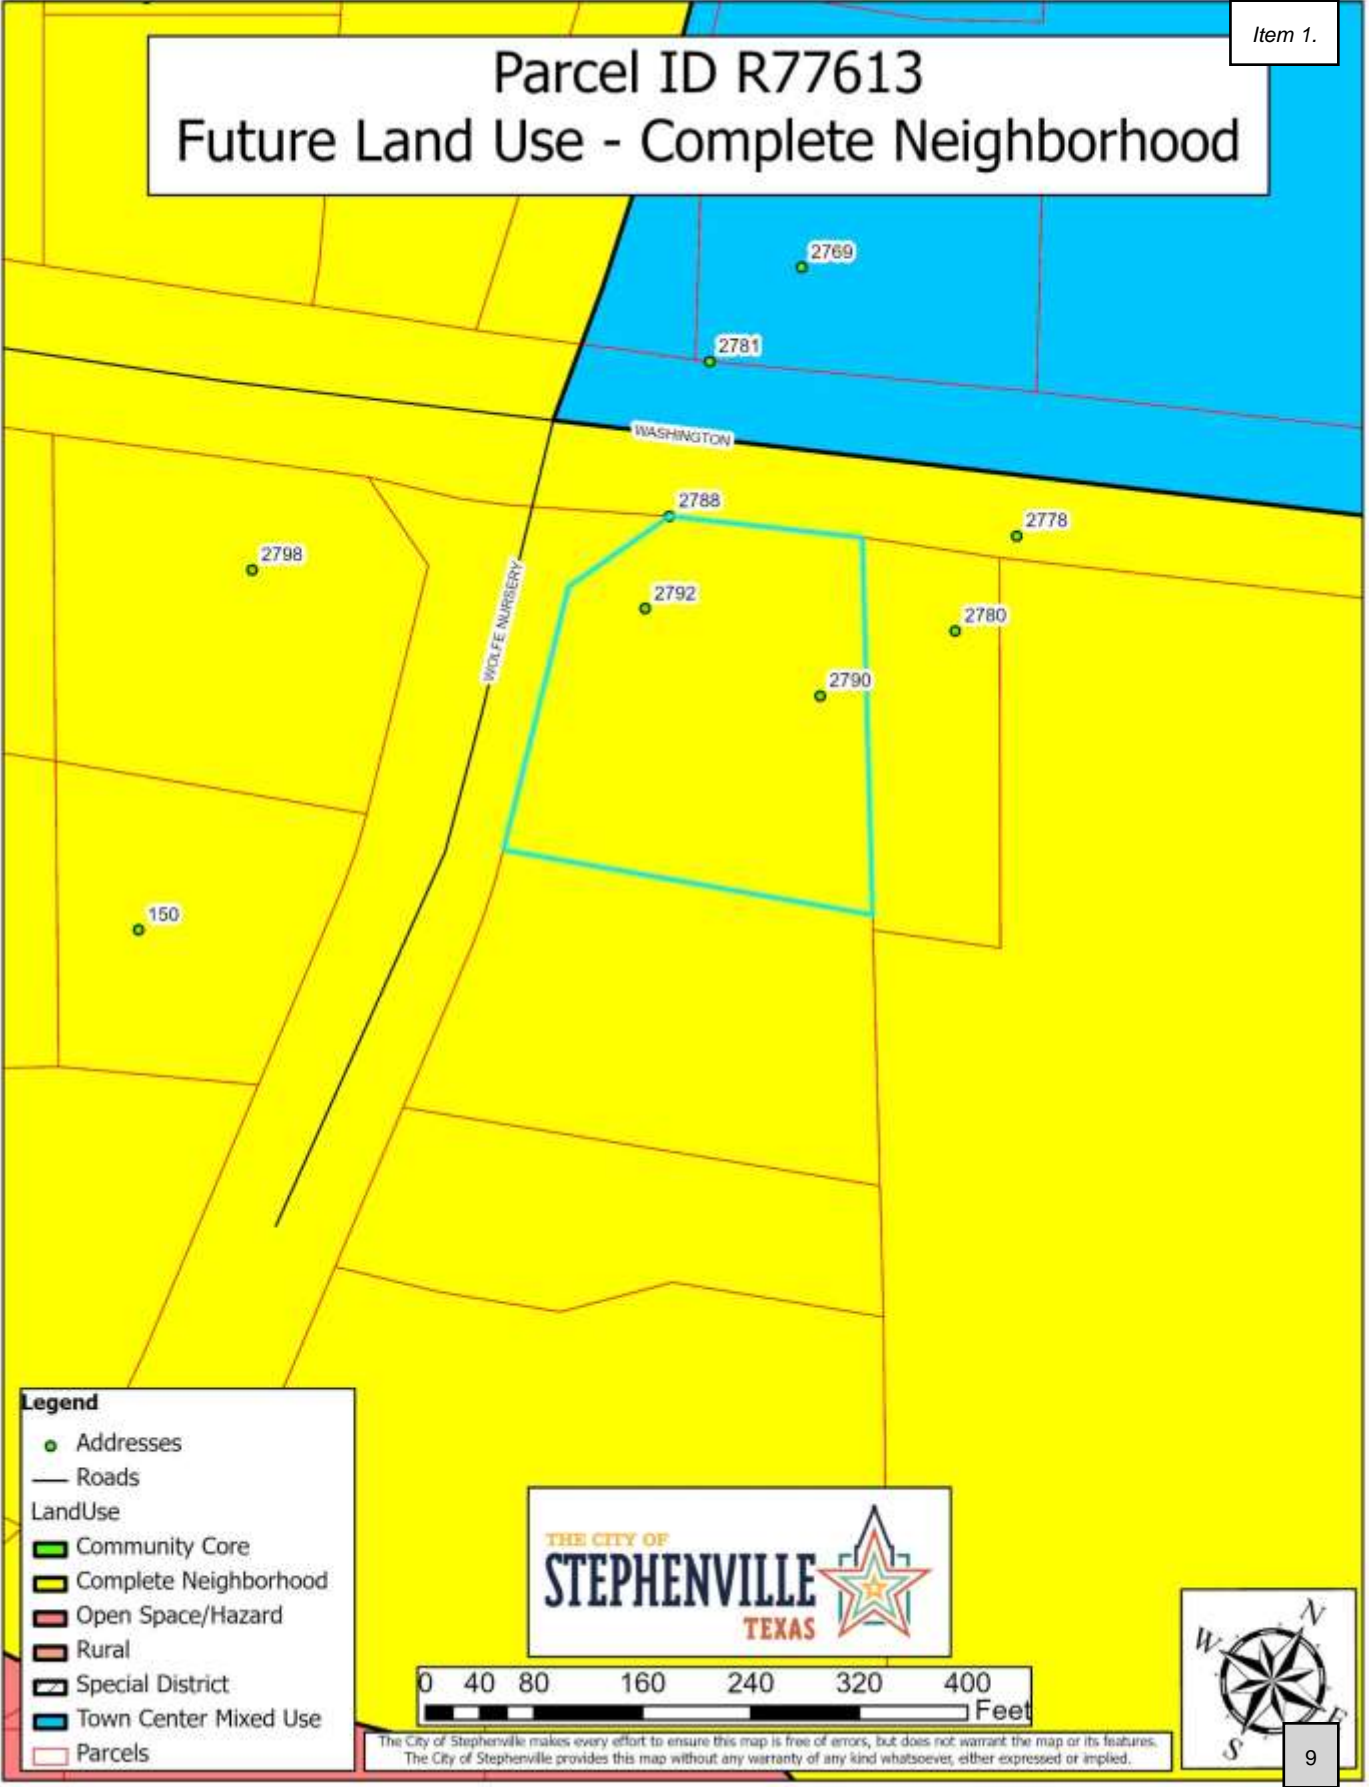 Item 1.
Parcel ID R77613
Future Land Use - Complete Neighborhood
2769
2781
WASHINGTON
2788
2778
2798
WOLFE NURSERY
2792
2780
2790
150
Legend
Addresses
Roads
LandUse
Community Core
Complete Neighborhood
Open Space/Hazard
Rural
Special District
Town Center Mixed Use
Parcels
THE CITY OF
STEPHENVILLE
TEXAS
0 40 80 160 240 320 400
Feet
The City of Stephenville makes every effort to ensure this map is free of errors, but does not warrant the map or its features.
The City of Stephenville provides this map without any warranty of any kind whatsoever, either expressed or implied.
N
W
E
S
9